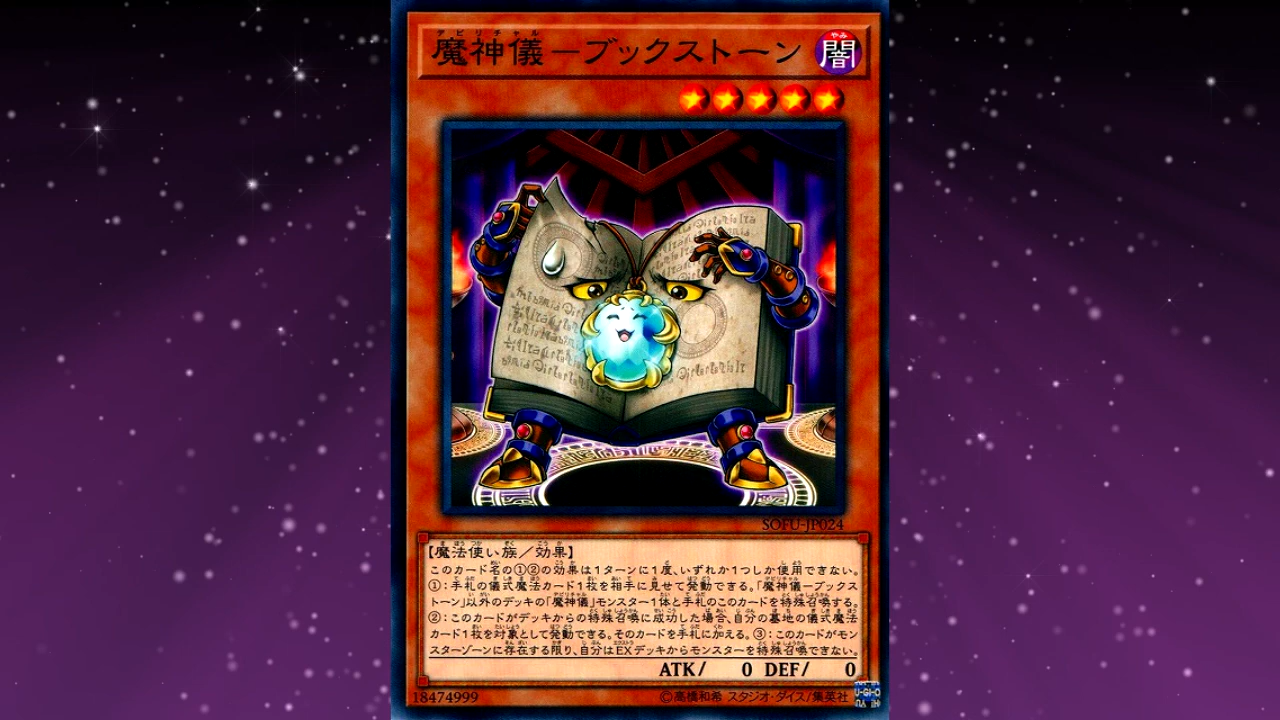 魔神儀－ブックストーン
闇
SOFU-JP024
【魔法使い族／効果】
このカード名の①②の効果は１ターンに１度、いずれか１つしか使用できない。
①：手札の儀式魔法カード１枚を相手に見せて発動できる。「魔神儀－ブックス
トーン」以外のデッキの「魔神儀」モンスター１体と手札のこのカードを特殊召喚する。
②：このカードがデッキからの特殊召喚に成功した場合、自分の墓地の儀式魔法
カード１枚を対象として発動できる。そのカードを手札に加える。③：このカードがモン
スターゾーンに存在する限り、自分はEXデッキからモンスターを特殊召喚できない。
ATK/ 0 DEF/ 0
18474999
©高橋和希 スタジオ・ダイス/集英社